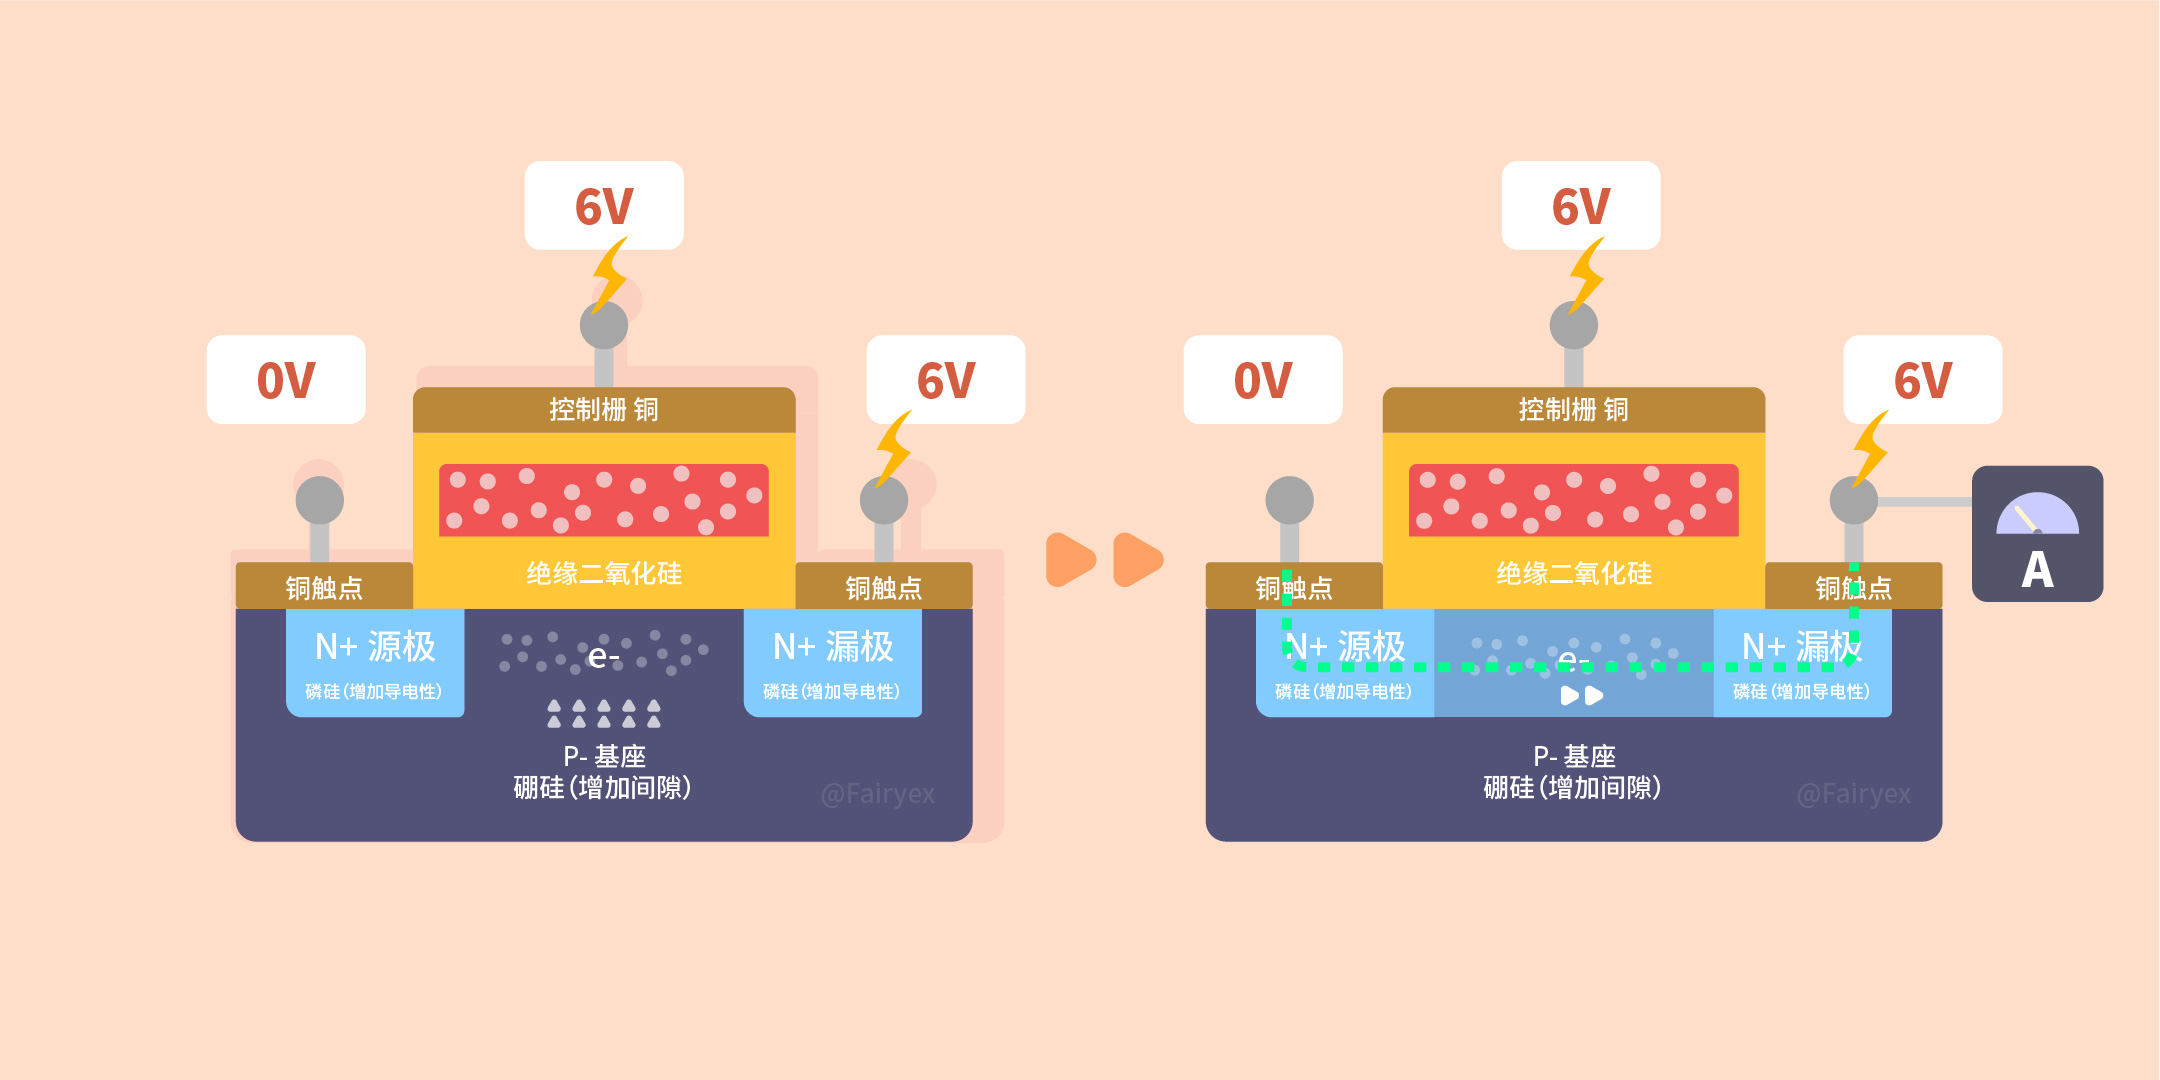 6V
0V
6V
控制栅 铜
绝缘二氧化硅
铜触点
铜触点
N+ 源极
磷硅（增加导电性）
e-
N+ 漏极
磷硅（增加导电性）
P- 基座
硼硅（增加间隙）
@Fairyex
6V
0V
6V
控制栅 铜
绝缘二氧化硅
A
铜触点
铜触点
N+ 源极
磷硅（增加导电性）
e-
N+ 漏极
磷硅（增加导电性）
P- 基座
硼硅（增加间隙）
@Fairyex